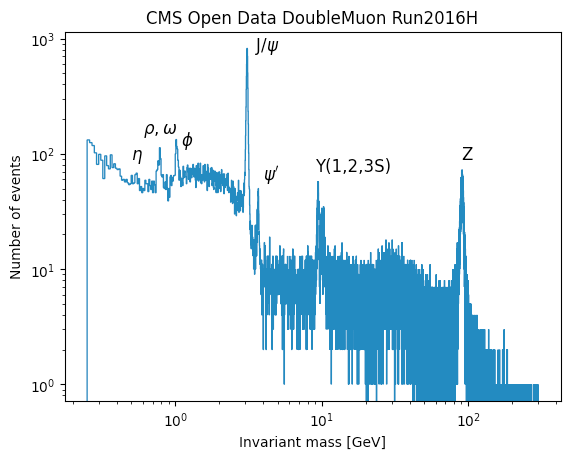 CMS Open Data DoubleMuon Run2016H
Number of events
10³
10²
10¹
10⁰
J/ψ
ρ, ω
ϕ
η
ψ′
Y(1,2,3S)
Z
10⁰ 10¹ 10²
Invariant mass [GeV]